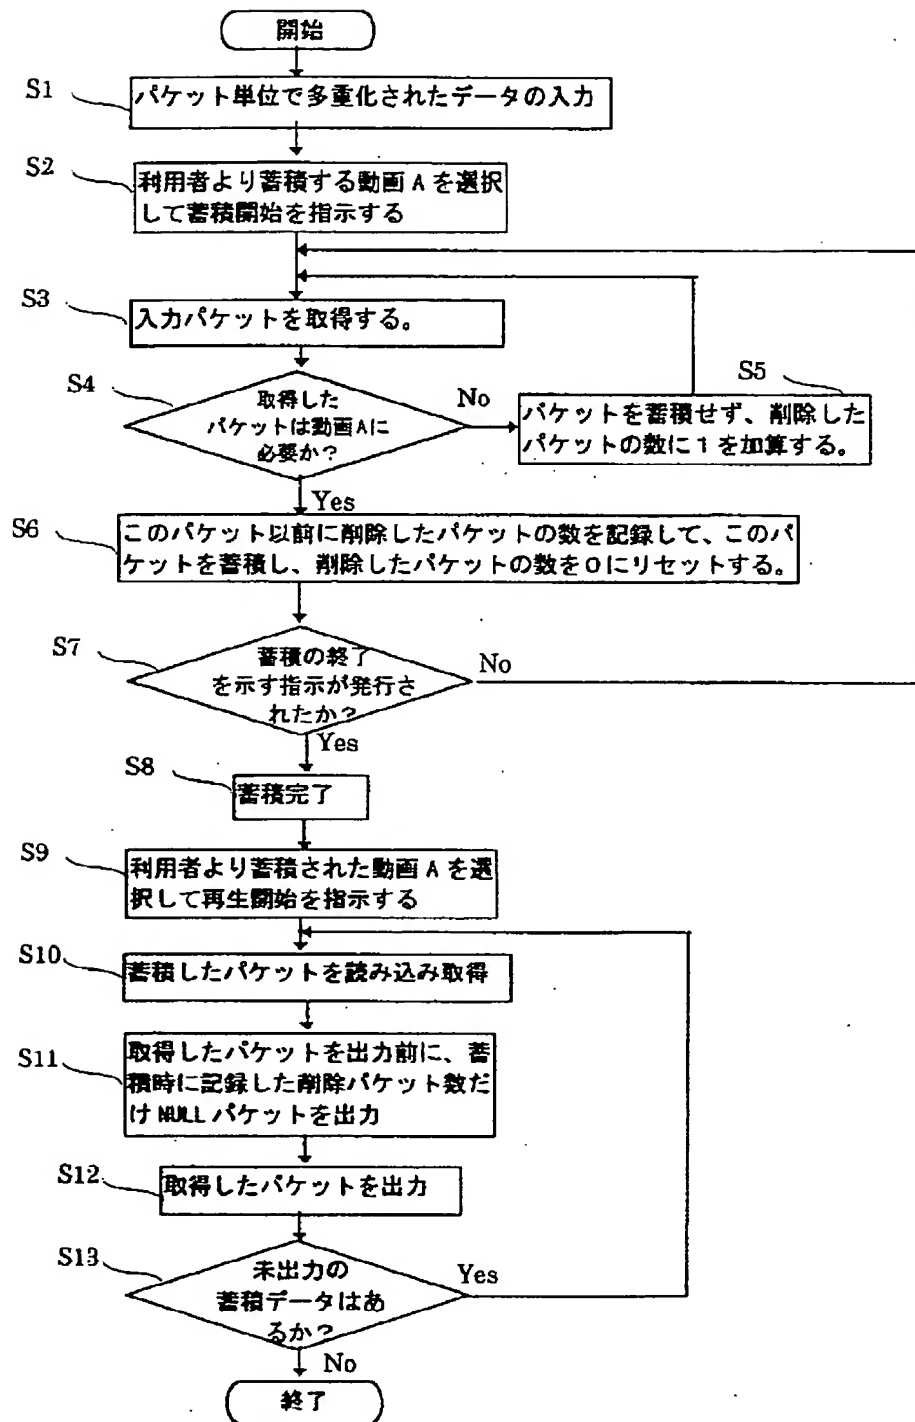 開始
S1
パケット単位で多重化されたデータの入力
S2
利用者より蓄積する動画Aを選択
して蓄積開始を指示する
S3
入力パケットを取得する。
S4
取得した
パケットは動画Aに
必要か?
No
S5
パケットを蓄積せず、削除した
パケットの数に1を加算する。
Yes
S6
このパケット以前に削除したパケットの数を記録して、このパ
ケットを蓄積し、削除したパケットの数を0にリセットする。
S7
蓄積の終了
を示す指示が発行さ
れたか?
No
Yes
S8
蓄積完了
S9
利用者より蓄積された動画Aを選
択して再生開始を指示する
S10
蓄積したパケットを読み込み取得
S11
取得したパケットを出力前に、蓄
積時に記録した削除パケット数だ
けNULLパケットを出力
S12
取得したパケットを出力
S13
未出力の
蓄積データはあ
るか?
Yes
No
終了